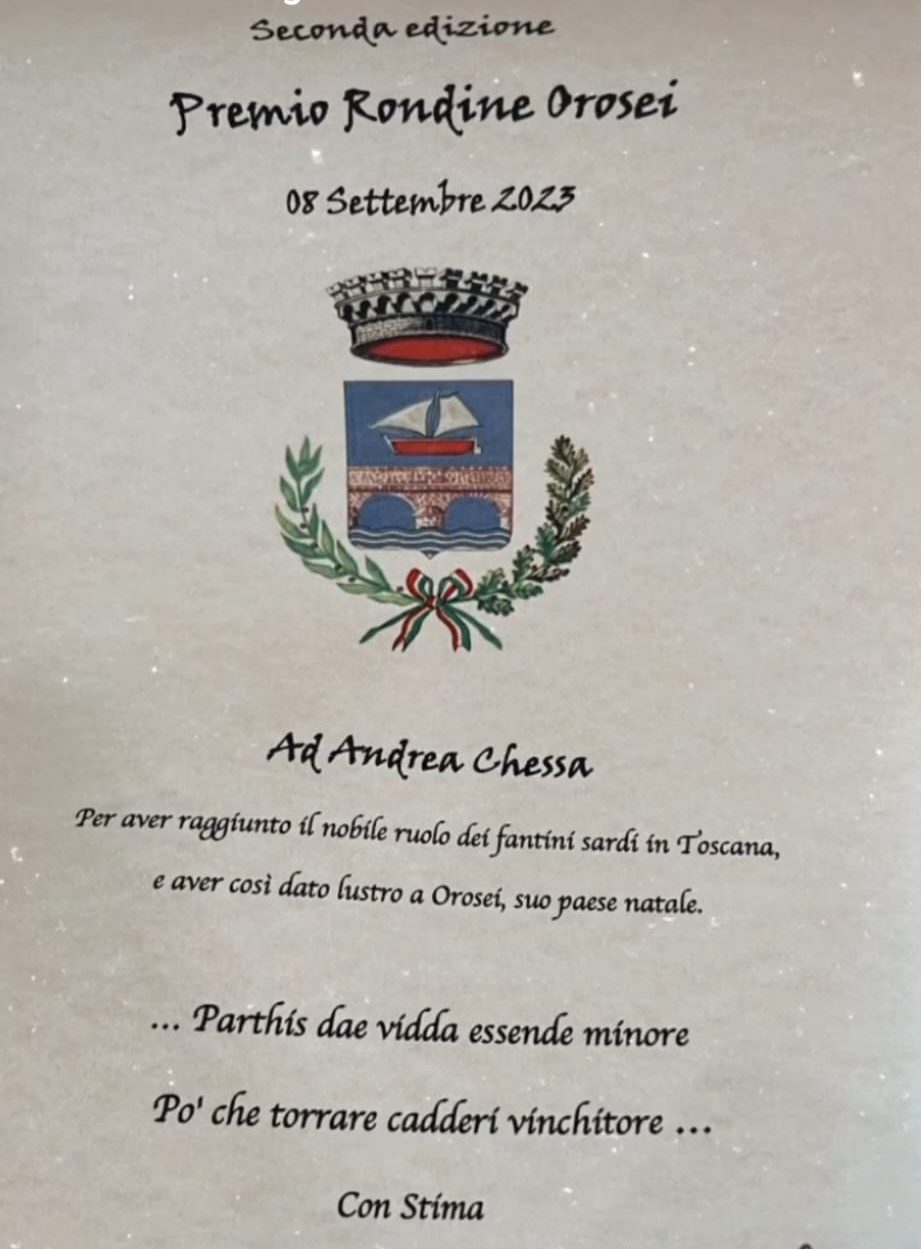 Seconda edizione
Premio Rondine Orosei
08 Settembre 2023
Ad Andrea Chessa
Per aver raggiunto il nobile ruolo dei fantini sardi in Toscana,
e aver così dato lustro a Orosei, suo paese natale.
... Parthis dae vidda essende minore
Po' che torrare cadderi vinchitore ...
Con Stima